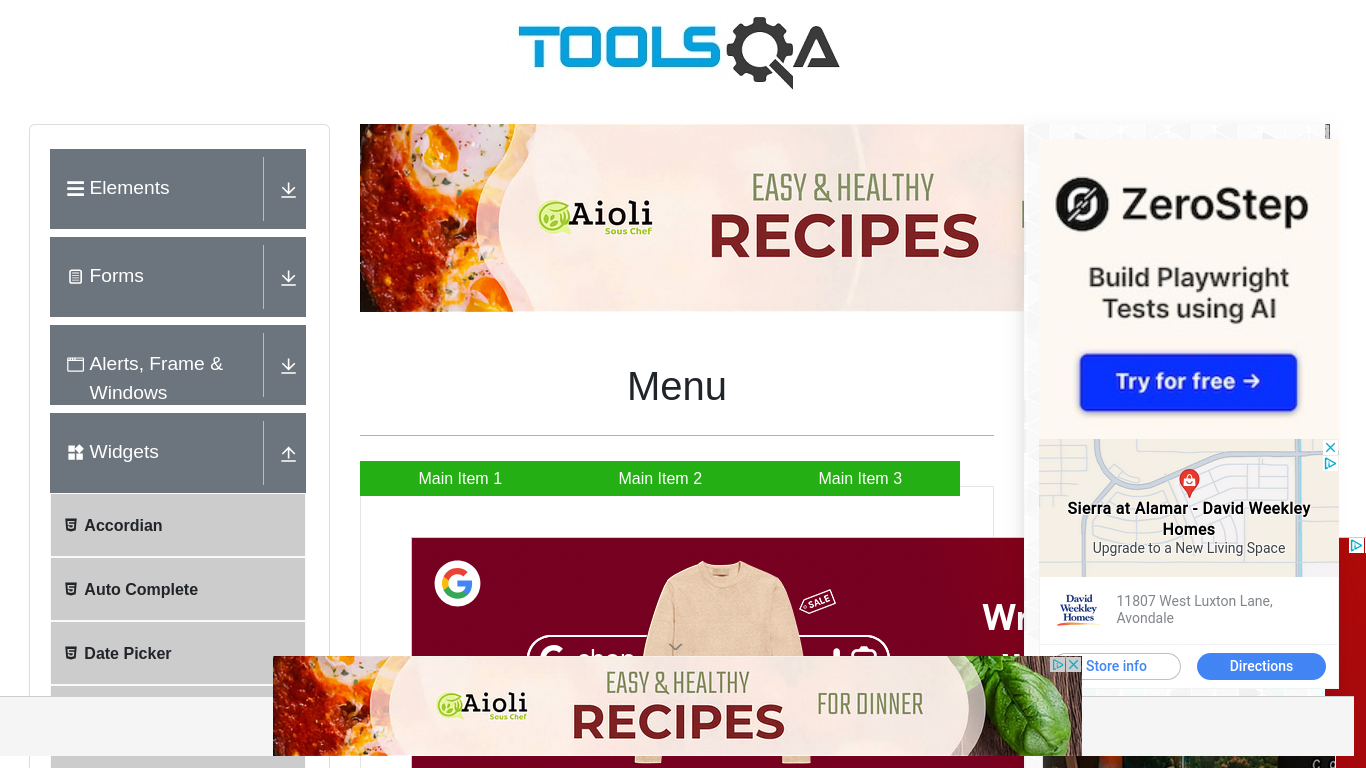 TOOLSQA
Elements
Forms
Alerts, Frame &
Windows
Widgets
Accordian
Auto Complete
Date Picker
Aioli
Sous Chef
EASY & HEALTHY
RECIPES
Menu
Main Item 1
Main Item 2
Main Item 3
SALE
shop
Wr
ZeroStep
Build Playwright
Tests using AI
Try for free →
Sierra at Alamar - David Weekley
Homes
Upgrade to a New Living Space
David
Weekley
Homes
11807 West Luxton Lane,
Avondale
Store info
Directions
Aioli
Sous Chef
EASY & HEALTHY
RECIPES
FOR DINNER